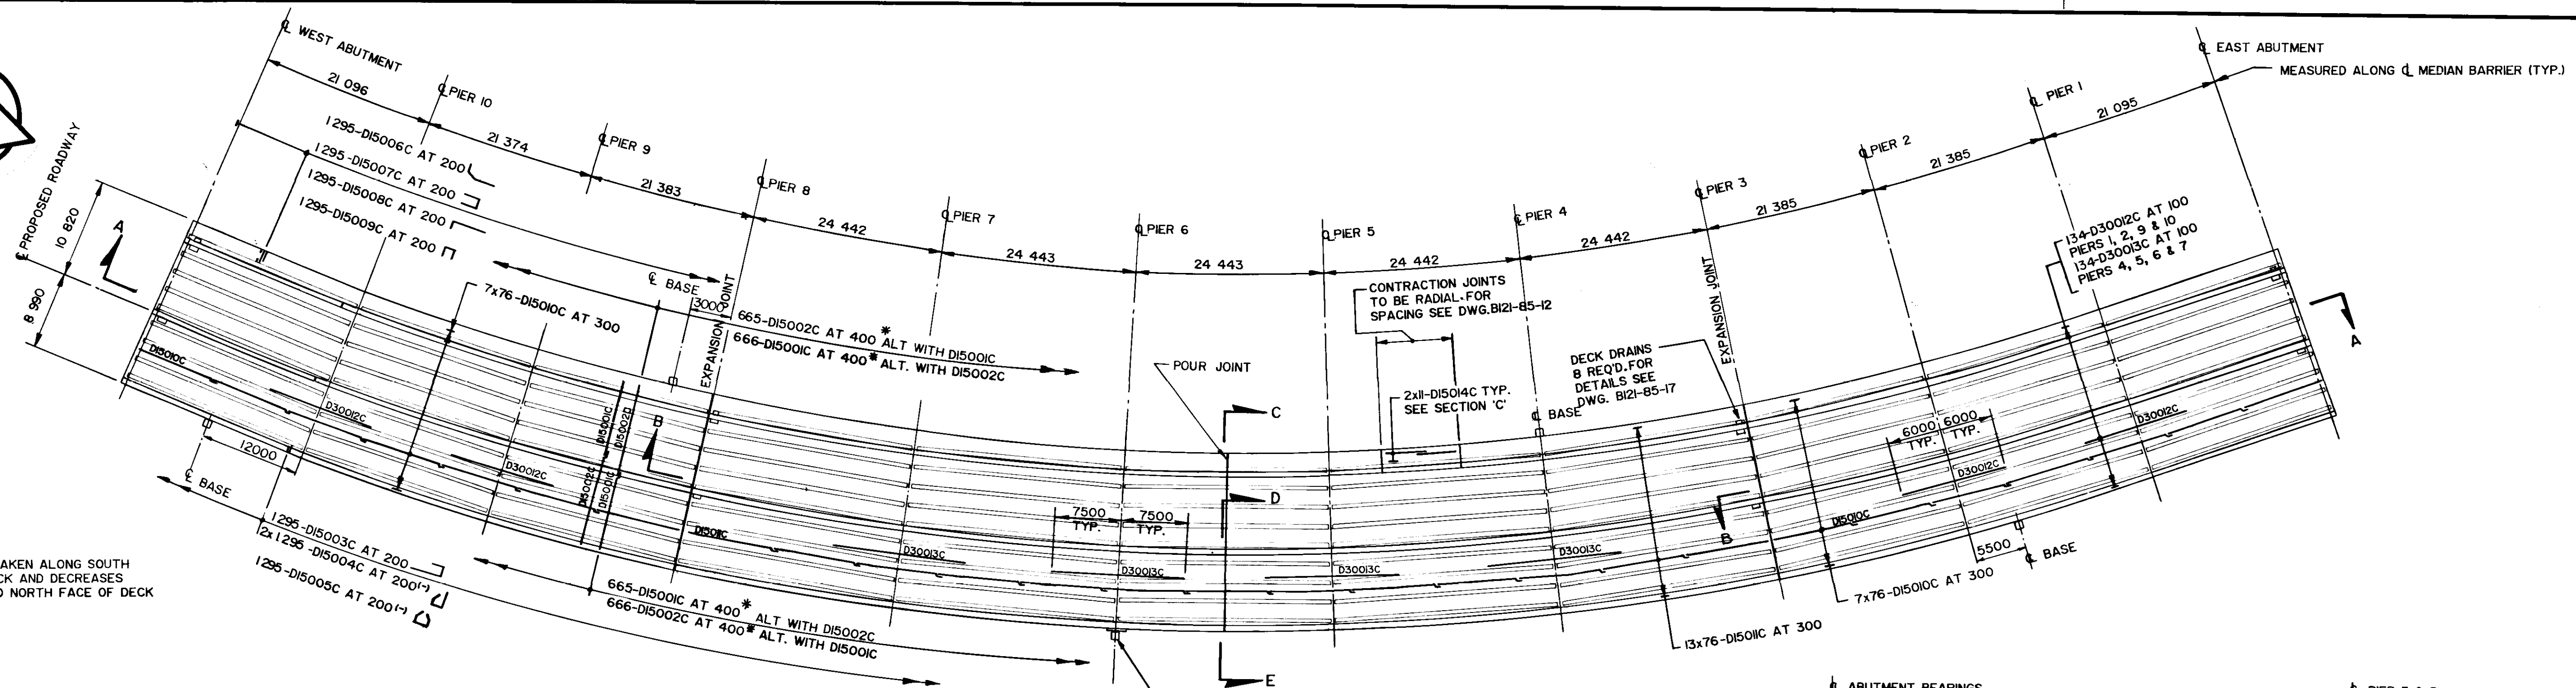 ℄ WEST ABUTMENT
21 096
℄ PIER 10
21 374
℄ PIER 9
21 383
℄ PIER 8
24 442
℄ PIER 7
24 443
℄ PIER 6
24 443
℄ PIER 5
24 442
℄ PIER 4
24 442
℄ PIER 3
21 385
℄ PIER 2
21 385
℄ PIER 1
21 095
℄ EAST ABUTMENT
MEASURED ALONG ℄ MEDIAN BARRIER (TYP.)
℄ PROPOSED ROADWAY
10 820
8 990
A
1295-D15006C AT 200
1295-D15007C AT 200
1295-D15008C AT 200
1295-D15009C AT 200
7x76-D15010C AT 300
℄ BASE
3000
EXPANSION JOINT
665-D15002C AT 400* ALT WITH D15001C
666-D15001C AT 400* ALT. WITH D15002C
POUR JOINT
CONTRACTION JOINTS
TO BE RADIAL.FOR
SPACING SEE DWG.B121-85-12
2x11-D15014C TYP.
SEE SECTION 'C'
DECK DRAINS
8 REQ'D.FOR
DETAILS SEE
DWG. B121-85-17
℄ BASE
EXPANSION JOINT
134-D30012C AT 100
PIERS 1, 2, 9 & 10
134-D30013C AT 100
PIERS 4, 5, 6 & 7
A
D15010C
D30012C
D30012C
D15001C
D15002C
D15002C
D15001C
B
D15011C
D30013C
7500
TYP.
7500
TYP.
D30013C
C
D
E
D30013C
D30013C
B
D15010C
6000
TYP.
6000
TYP.
D30012C
D30012C
5500
℄ BASE
7x76-D15010C AT 300
13x76-D15011C AT 300
12000
℄ BASE
1295-D15003C AT 200
2x1295-D15004C AT 200(-)
1295-D15005C AT 200(-)
665-D15001C AT 400* ALT WITH D15002C
666-D15002C AT 400* ALT. WITH D15001C
AKEN ALONG SOUTH
CK AND DECREASES
O NORTH FACE OF DECK
℄ ABUTMENT BEARINGS